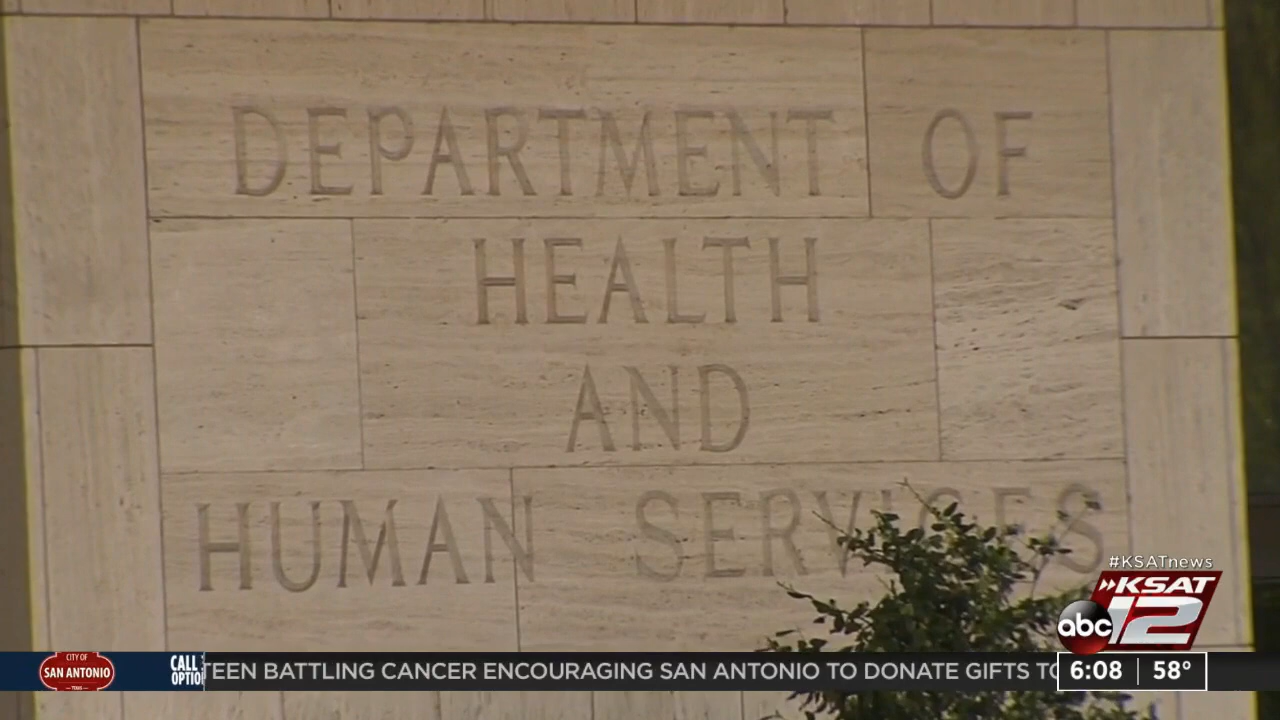 DEPARTMENT OF
HEALTH
AND
HUMAN SERVICES
#KSATnews
KSAT
abc 12
CITY OF
SAN ANTONIO
TEXAS
CALL
OPTIO
TEEN BATTLING CANCER ENCOURAGING SAN ANTONIO TO DONATE GIFTS TO
6:08 58°